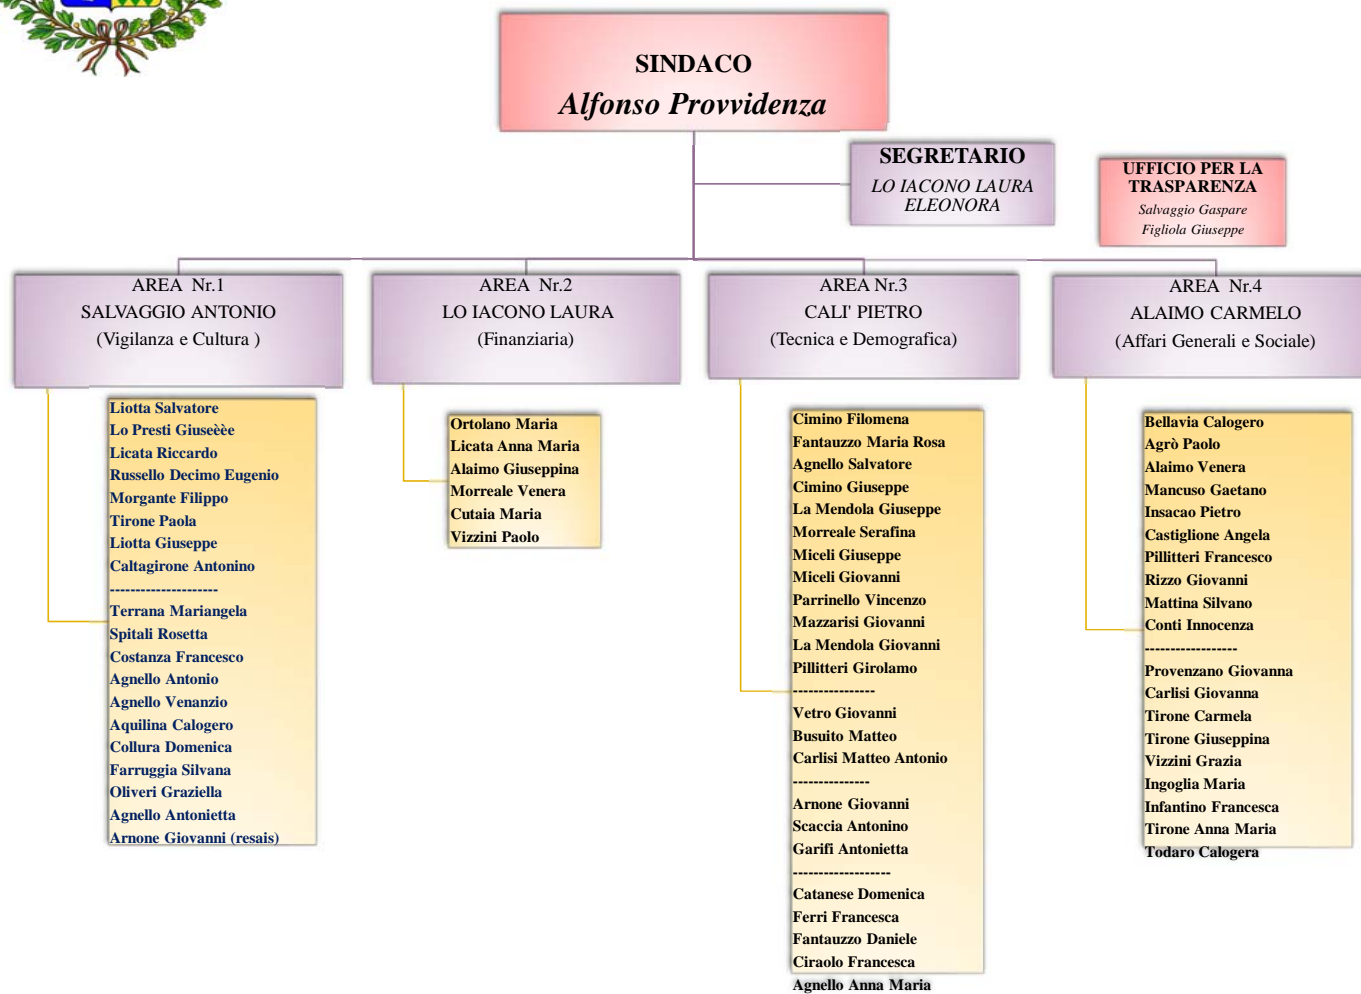 SINDACO
Alfonso Provvidenza
SEGRETARIO
LO IACONO LAURA
ELEONORA
UFFICIO PER LA
TRASPARENZA
Salvaggio Gaspare
Figliola Giuseppe
AREA Nr.1
SALVAGGIO ANTONIO
(Vigilanza e Cultura )
AREA Nr.2
LO IACONO LAURA
(Finanziaria)
AREA Nr.3
CALI' PIETRO
(Tecnica e Demografica)
AREA Nr.4
ALAIMO CARMELO
(Affari Generali e Sociale)
Liotta Salvatore
Lo Presti Giuseèèe
Licata Riccardo
Russello Decimo Eugenio
Morgante Filippo
Tirone Paola
Liotta Giuseppe
Caltagirone Antonino
---------------------
Terrana Mariangela
Spitali Rosetta
Costanza Francesco
Agnello Antonio
Agnello Venanzio
Aquilina Calogero
Collura Domenica
Farruggia Silvana
Oliveri Graziella
Agnello Antonietta
Arnone Giovanni (resais)
Ortolano Maria
Licata Anna Maria
Alaimo Giuseppina
Morreale Venera
Cutaia Maria
Vizzini Paolo
Cimino Filomena
Fantauzzo Maria Rosa
Agnello Salvatore
Cimino Giuseppe
La Mendola Giuseppe
Morreale Serafina
Miceli Giuseppe
Miceli Giovanni
Parrinello Vincenzo
Mazzarisi Giovanni
La Mendola Giovanni
Pillitteri Girolamo
----------------
Vetro Giovanni
Busuito Matteo
Carlisi Matteo Antonio
---------------
Arnone Giovanni
Scaccia Antonino
Garifi Antonietta
-------------------
Catanese Domenica
Ferri Francesca
Fantauzzo Daniele
Ciraolo Francesca
Agnello Anna Maria
Bellavia Calogero
Agrò Paolo
Alaimo Venera
Mancuso Gaetano
Insacao Pietro
Castiglione Angela
Pillitteri Francesco
Rizzo Giovanni
Mattina Silvano
Conti Innocenza
------------------
Provenzano Giovanna
Carlisi Giovanna
Tirone Carmela
Tirone Giuseppina
Vizzini Grazia
Ingoglia Maria
Infantino Francesca
Tirone Anna Maria
Todaro Calogera